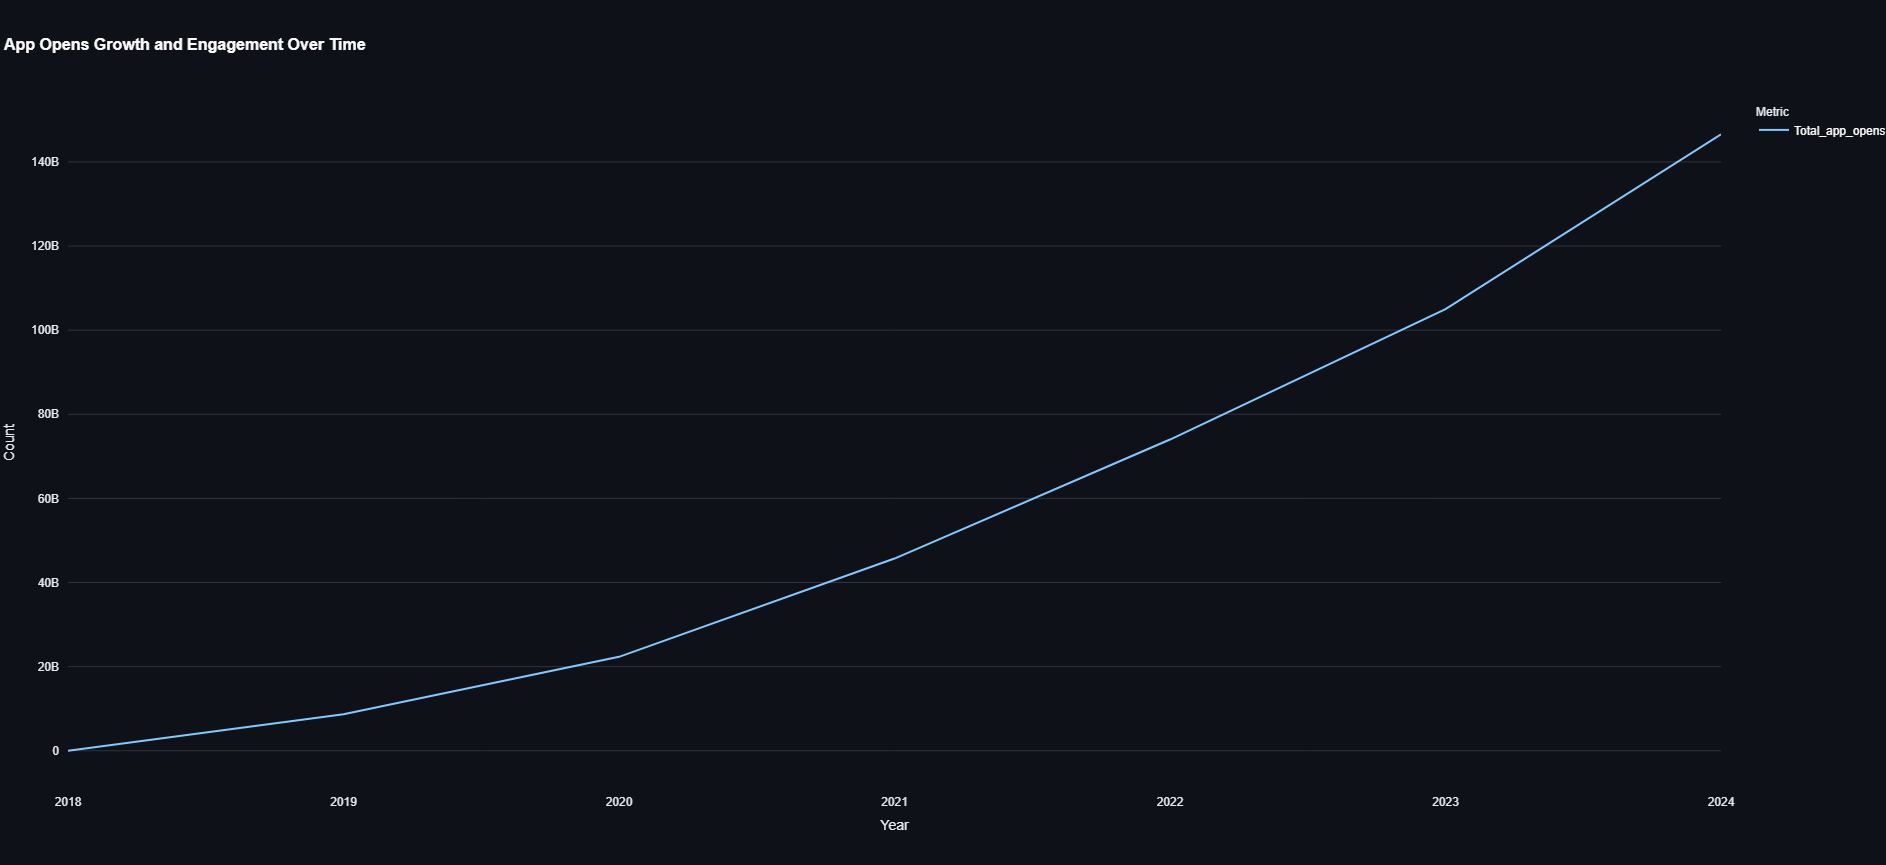 App Opens Growth and Engagement Over Time
Metric
Total_app_opens
140B
120B
100B
80B
60B
40B
20B
0
Count
2018 2019 2020 2021 2022 2023 2024
Year